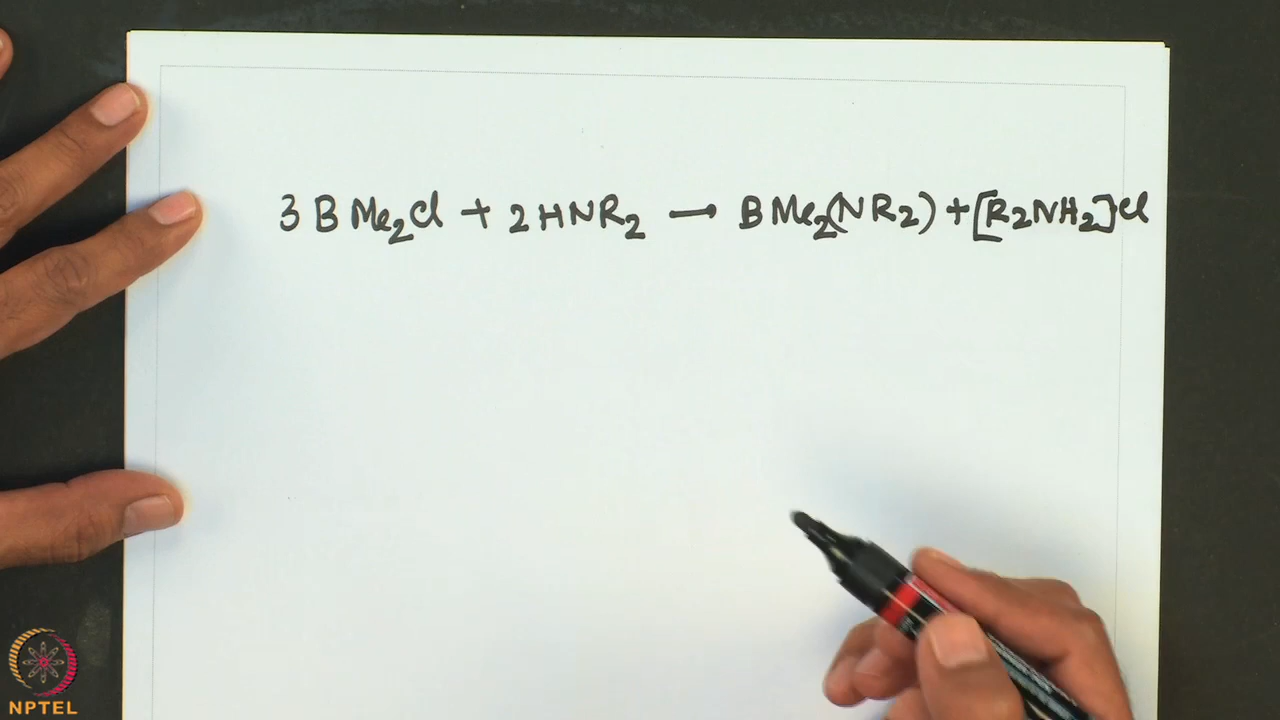 3 B Me₂Cl + 2 HNR₂ → BMe₂(NR₂) + [R₂NH₂]Cl
NPTEL